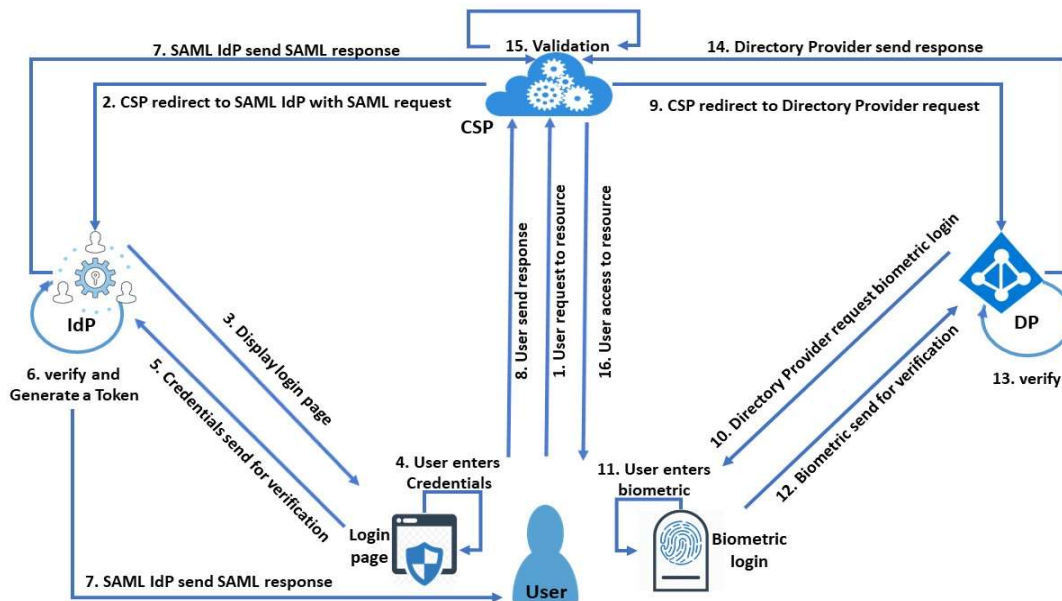 7. SAML IdP send SAML response
15. Validation
14. Directory Provider send response
2. CSP redirect to SAML IdP with SAML request
9. CSP redirect to Directory Provider request
CSP
8. User send response
1. User request to resource
16. User access to resource
IdP
6. verify and
Generate a Token
3. Display login page
5. Credentials send for verification
10. Directory Provider request biometric login
12. Biometric send for verification
DP
13. verify
4. User enters
Credentials
11. User enters
biometric
Login
page
Biometric
login
7. SAML IdP send SAML response
User